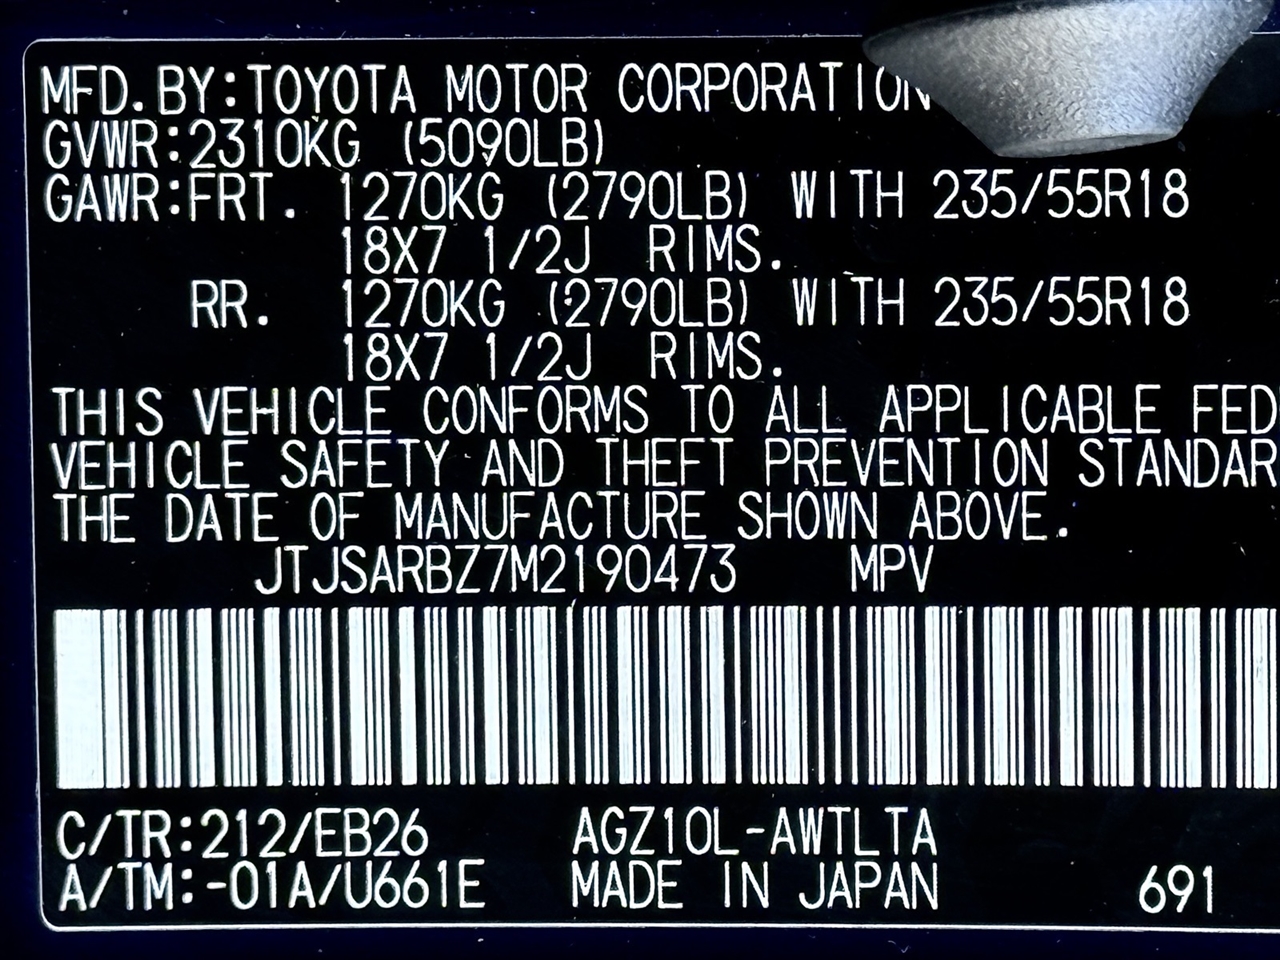 MFD.BY:TOYOTA MOTOR CORPORATION
GVWR:2310KG (5090LB)
GAWR:FRT. 1270KG (2790LB) WITH 235/55R18
18X7 1/2J RIMS.
RR. 1270KG (2790LB) WITH 235/55R18
18X7 1/2J RIMS.
THIS VEHICLE CONFORMS TO ALL APPLICABLE FED
VEHICLE SAFETY AND THEFT PREVENTION STANDAR
THE DATE OF MANUFACTURE SHOWN ABOVE.
JTJSARBZ7M2190473 MPV
C/TR:212/EB26 AGZ10L-AWTLTA
A/TM:-01A/U661E MADE IN JAPAN 691